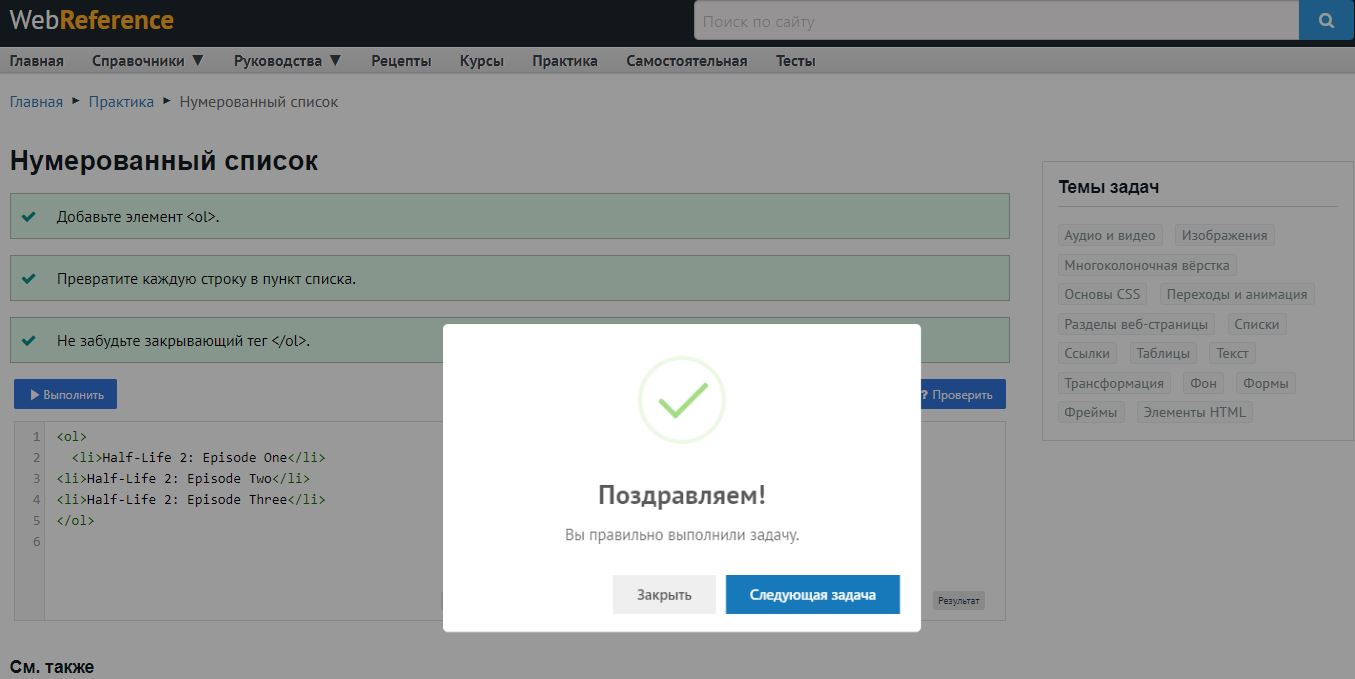 WebReference
Поиск по сайту
Главная Справочники ▼ Руководства ▼ Рецепты Курсы Практика Самостоятельная Тесты
Главная ► Практика ► Нумерованный список
Нумерованный список
Добавьте элемент <ol>.
Превратите каждую строку в пункт списка.
Не забудьте закрывающий тег </ol>.
Выполнить
? Проверить
1 <ol>
2 <li>Half-Life 2: Episode One</li>
3 <li>Half-Life 2: Episode Two</li>
4 <li>Half-Life 2: Episode Three</li>
5 </ol>
6
Результат
Поздравляем!
Вы правильно выполнили задачу.
Закрыть Следующая задача
Темы задач
Аудио и видео Изображения
Многоколоночная вёрстка
Основы CSS Переходы и анимация
Разделы веб-страницы Списки
Ссылки Таблицы Текст
Трансформация Фон Формы
Фреймы Элементы HTML
См. также